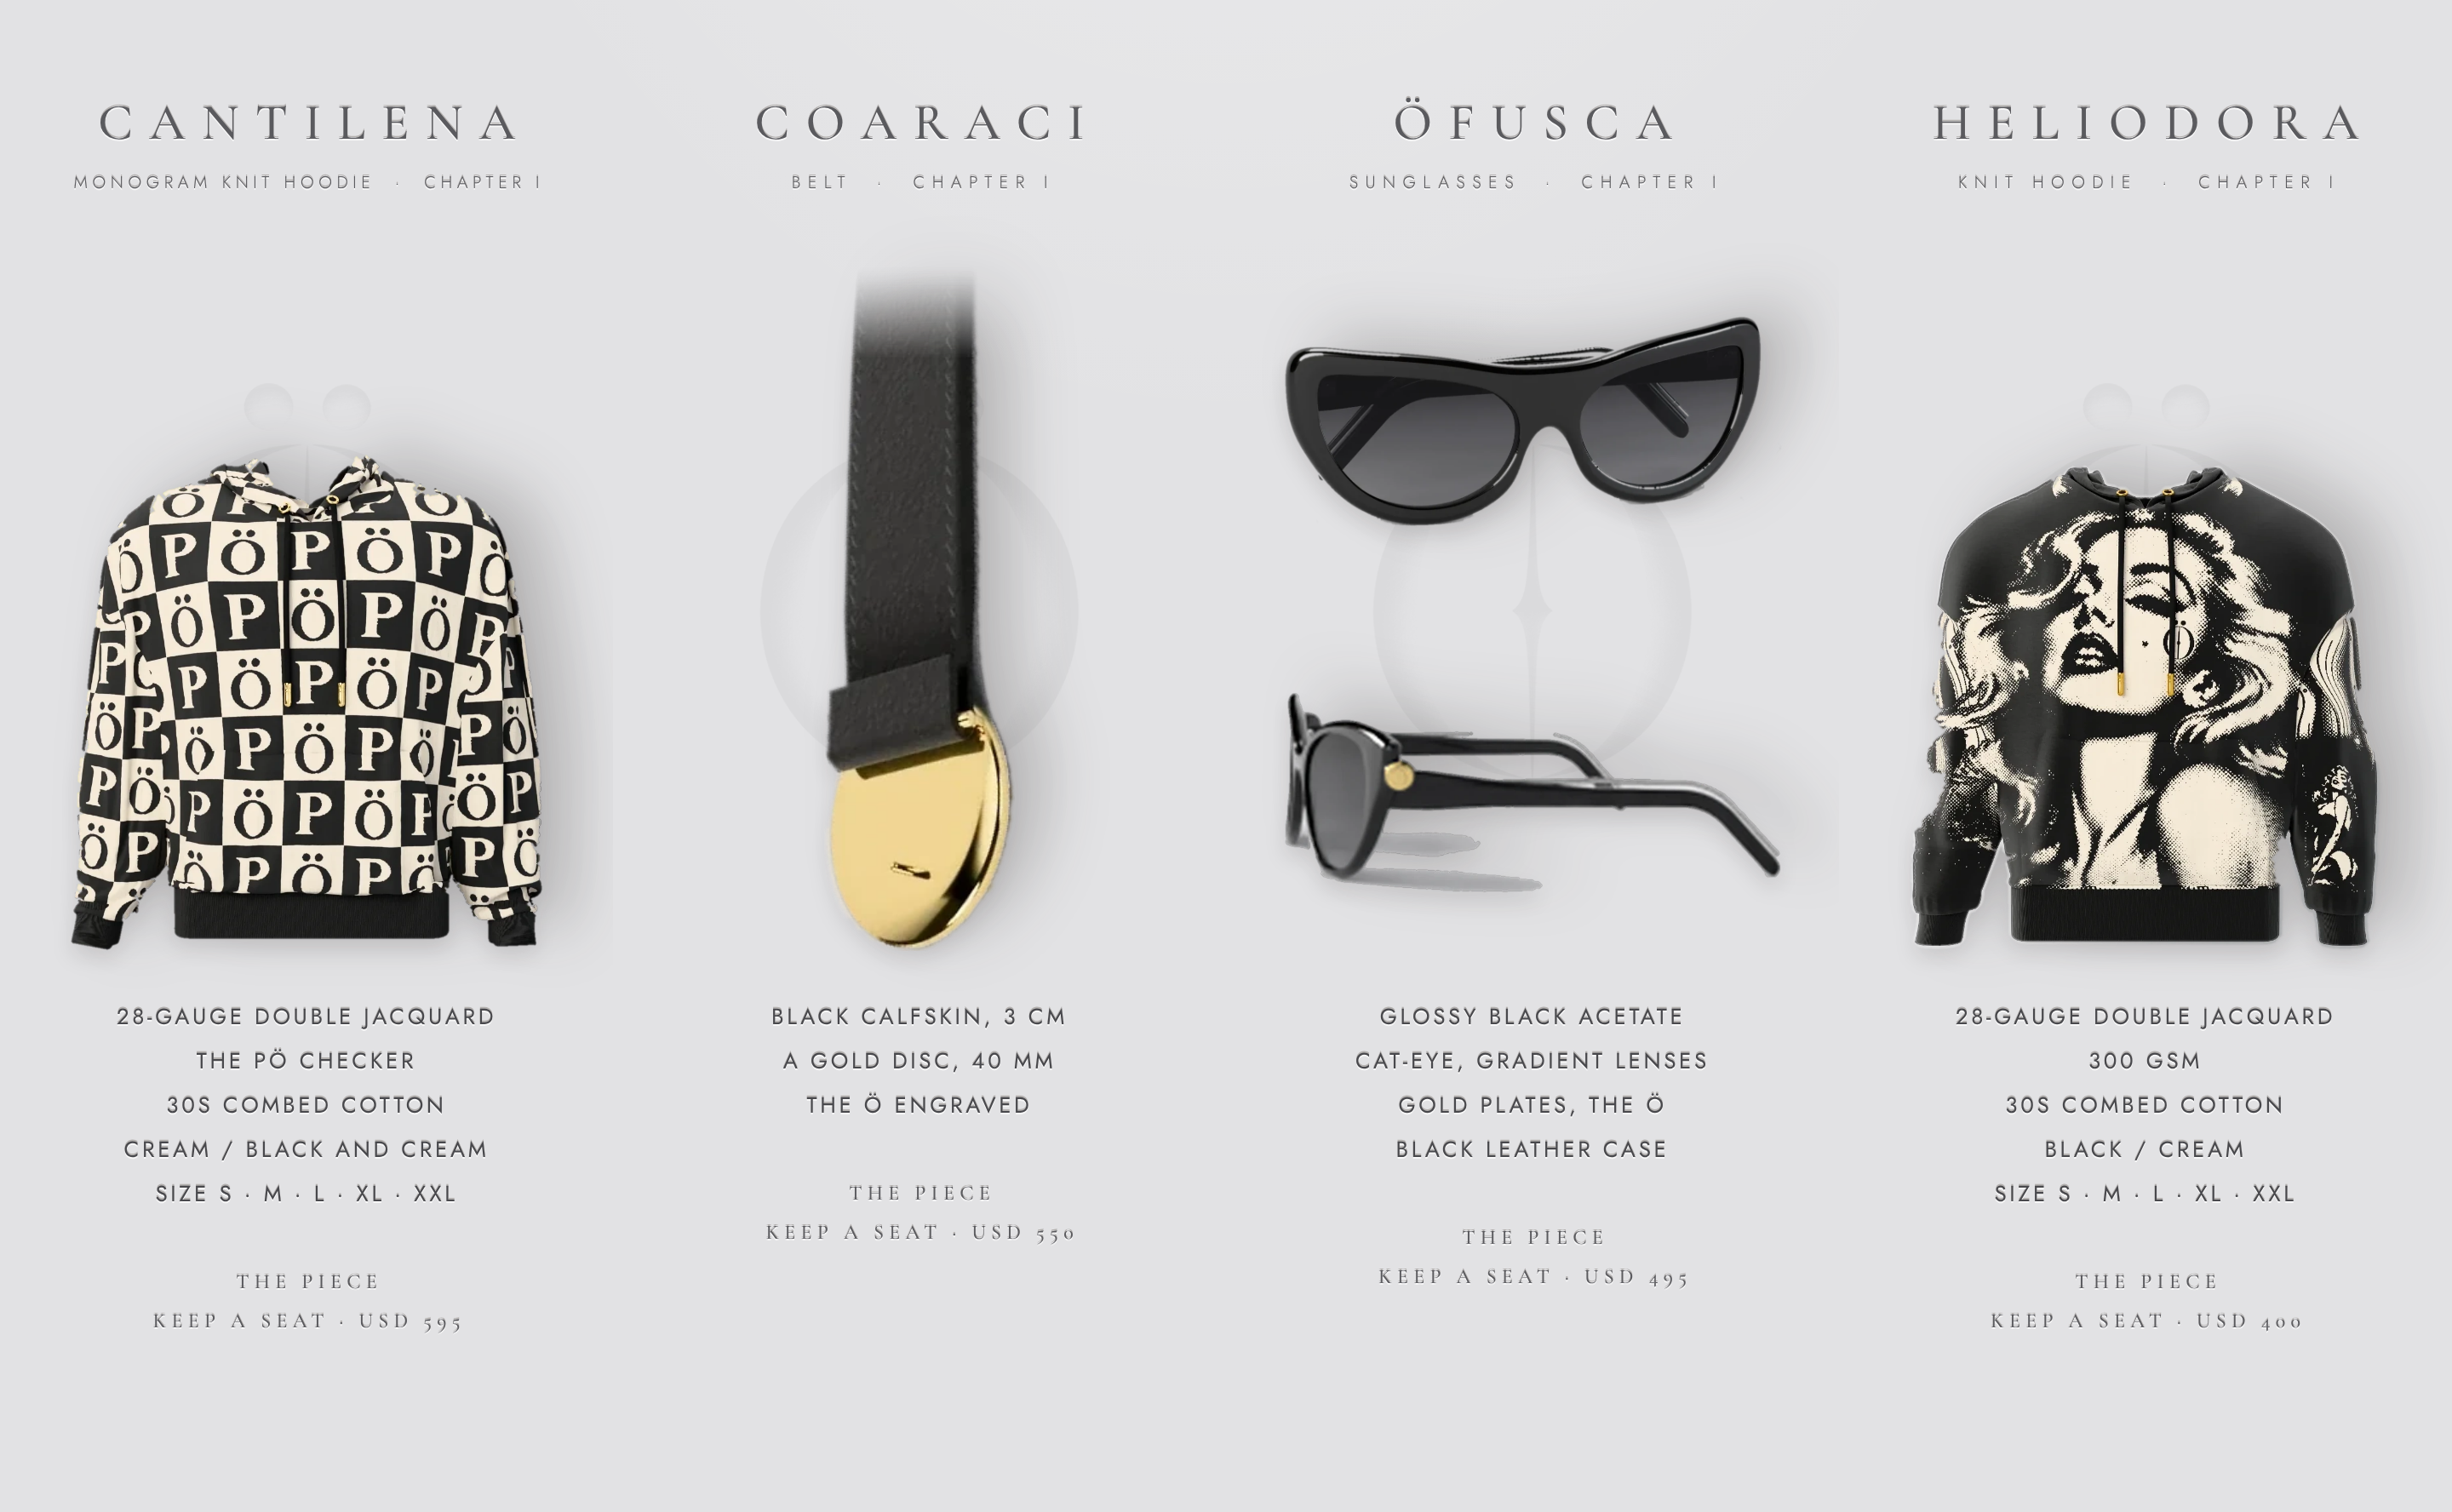 CANTILENA
MONOGRAM KNIT HOODIE · CHAPTER I
28-GAUGE DOUBLE JACQUARD
THE PÖ CHECKER
30S COMBED COTTON
CREAM / BLACK AND CREAM
SIZE S · M · L · XL · XXL
THE PIECE
KEEP A SEAT · USD 595
COARACI
BELT · CHAPTER I
BLACK CALFSKIN, 3 CM
A GOLD DISC, 40 MM
THE Ö ENGRAVED
THE PIECE
KEEP A SEAT · USD 550
ÖFUSCA
SUNGLASSES · CHAPTER I
GLOSSY BLACK ACETATE
CAT-EYE, GRADIENT LENSES
GOLD PLATES, THE Ö
BLACK LEATHER CASE
THE PIECE
KEEP A SEAT · USD 495
HELIODORA
KNIT HOODIE · CHAPTER I
28-GAUGE DOUBLE JACQUARD
300 GSM
30S COMBED COTTON
BLACK / CREAM
SIZE S · M · L · XL · XXL
THE PIECE
KEEP A SEAT · USD 400